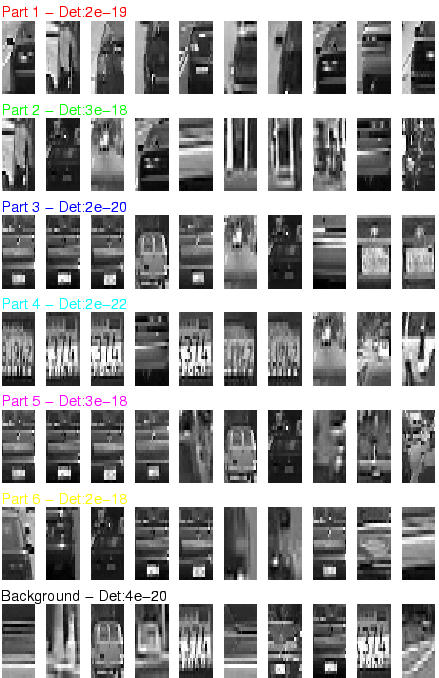 Part 1 – Det:2e–19
Part 2 – Det:3e–18
Part 3 – Det:2e–20
Part 4 – Det:2e–22
Part 5 – Det:3e–18
Part 6 – Det:2e–18
Background – Det:4e–20